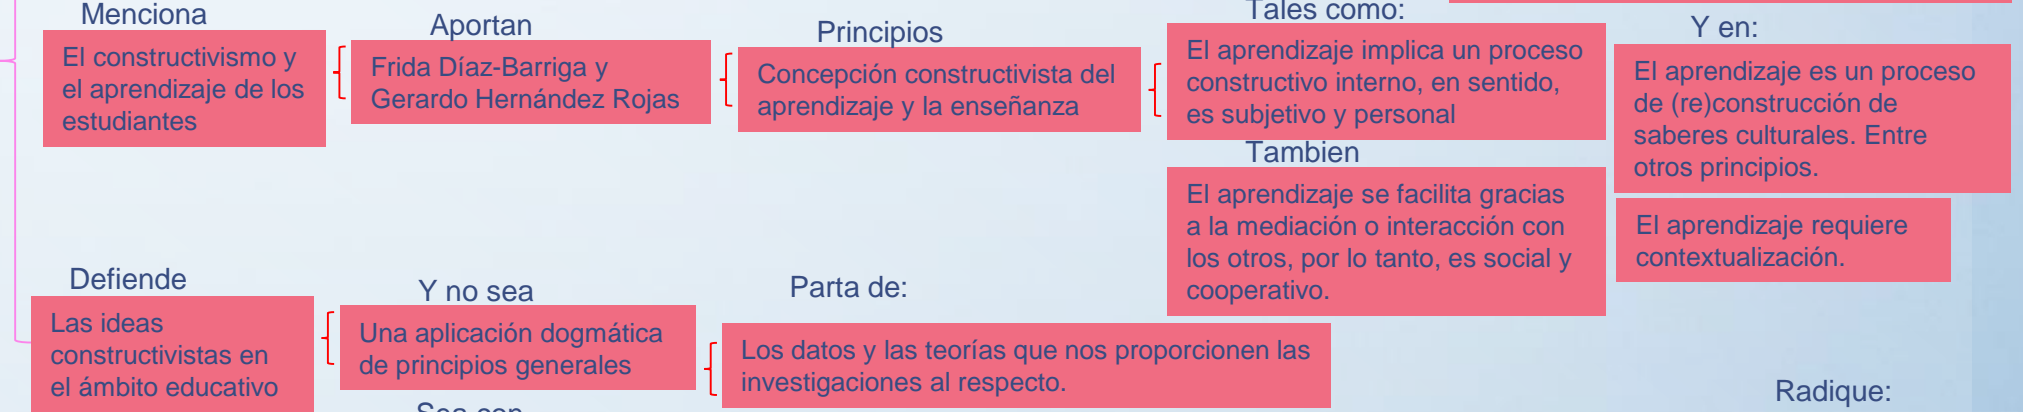 Menciona
El constructivismo y
el aprendizaje de los
estudiantes
Aportan
Frida Díaz-Barriga y
Gerardo Hernández Rojas
Principios
Concepción constructivista del
aprendizaje y la enseñanza
Tales como:
El aprendizaje implica un proceso
constructivo interno, en sentido,
es subjetivo y personal
Tambien
El aprendizaje se facilita gracias
a la mediación o interacción con
los otros, por lo tanto, es social y
cooperativo.
Y en:
El aprendizaje es un proceso
de (re)construcción de
saberes culturales. Entre
otros principios.
El aprendizaje requiere
contextualización.
Defiende
Las ideas
constructivistas en
el ámbito educativo
Y no sea
Una aplicación dogmática
de principios generales
Parta de:
Los datos y las teorías que nos proporcionen las
investigaciones al respecto.
Sea con
Radique: